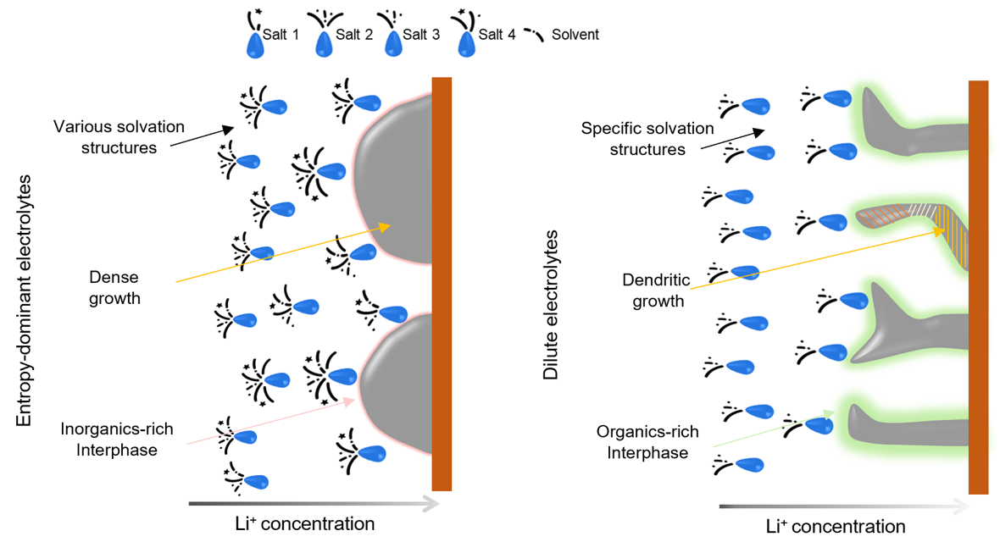 Salt 1 Salt 2 Salt 3 Salt 4 Solvent
Entropy-dominant electrolytes
Various solvation
structures
Dense
growth
Inorganics-rich
Interphase
Li⁺ concentration
Dilute electrolytes
Specific solvation
structures
Dendritic
growth
Organics-rich
Interphase
Li⁺ concentration